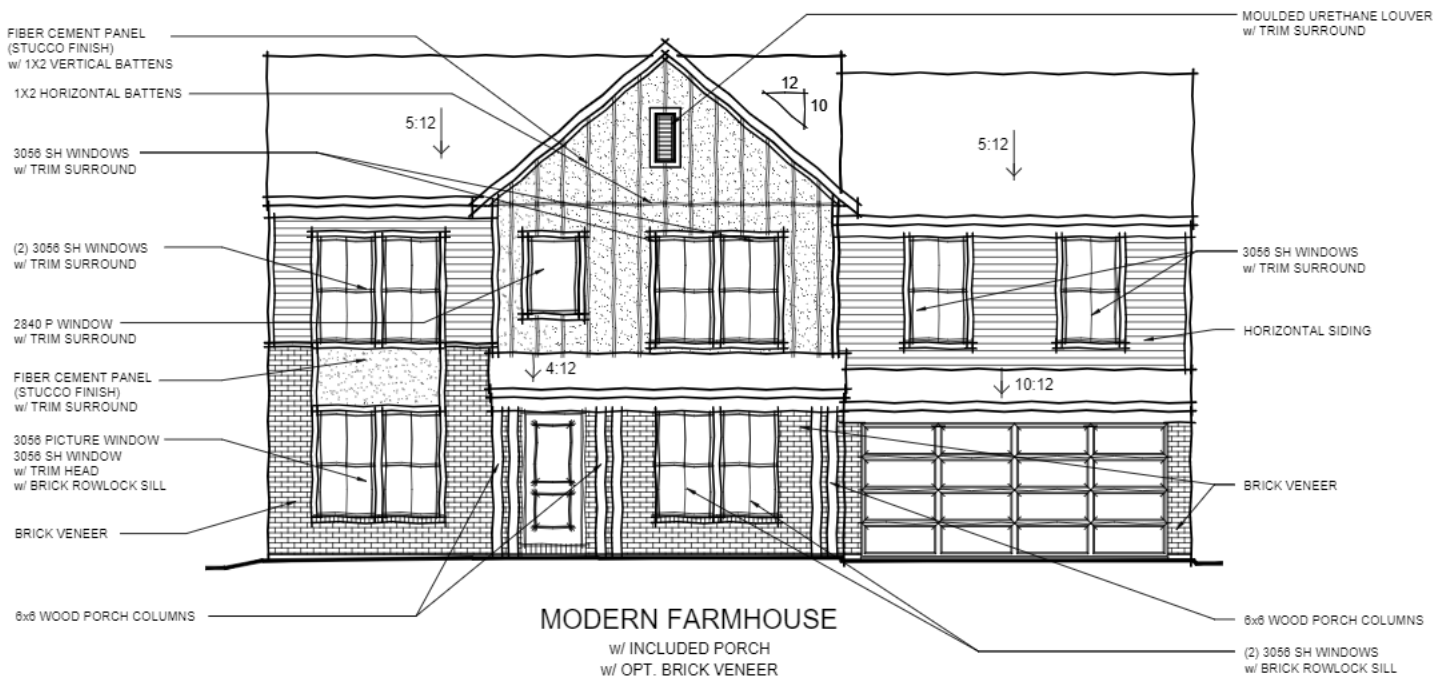 FIBER CEMENT PANEL
(STUCCO FINISH)
w/ 1X2 VERTICAL BATTENS
1X2 HORIZONTAL BATTENS
3056 SH WINDOWS
w/ TRIM SURROUND
(2) 3056 SH WINDOWS
w/ TRIM SURROUND
2840 P WINDOW
w/ TRIM SURROUND
FIBER CEMENT PANEL
(STUCCO FINISH)
w/ TRIM SURROUND
3056 PICTURE WINDOW
3056 SH WINDOW
w/ TRIM HEAD
w/ BRICK ROWLOCK SILL
BRICK VENEER
6x6 WOOD PORCH COLUMNS
5:12
12
10
5:12
4:12
10:12
MOULDED URETHANE LOUVER
w/ TRIM SURROUND
3056 SH WINDOWS
w/ TRIM SURROUND
HORIZONTAL SIDING
BRICK VENEER
6x6 WOOD PORCH COLUMNS
(2) 3056 SH WINDOWS
w/ BRICK ROWLOCK SILL
MODERN FARMHOUSE
w/ INCLUDED PORCH
w/ OPT. BRICK VENEER